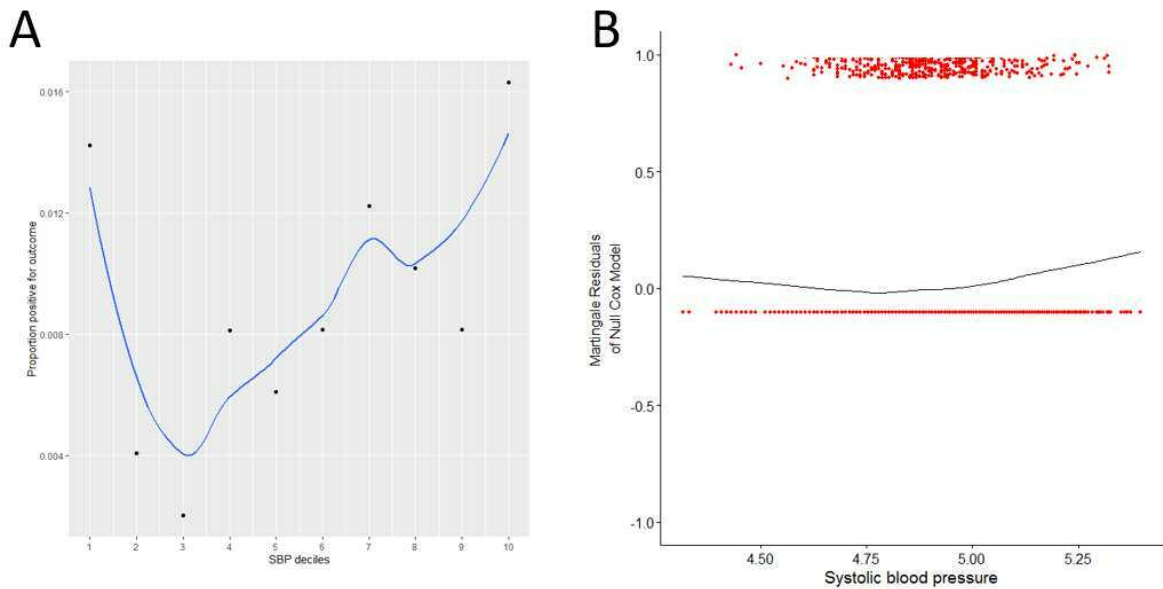 A
B
0.016
0.012
0.008
0.004
Proportion positive for outcome
1 2 3 4 5 6 7 8 9 10
SBP deciles
1.0
0.5
0.0
-0.5
-1.0
Martingale Residuals
of Null Cox Model
4.50 4.75 5.00 5.25
Systolic blood pressure